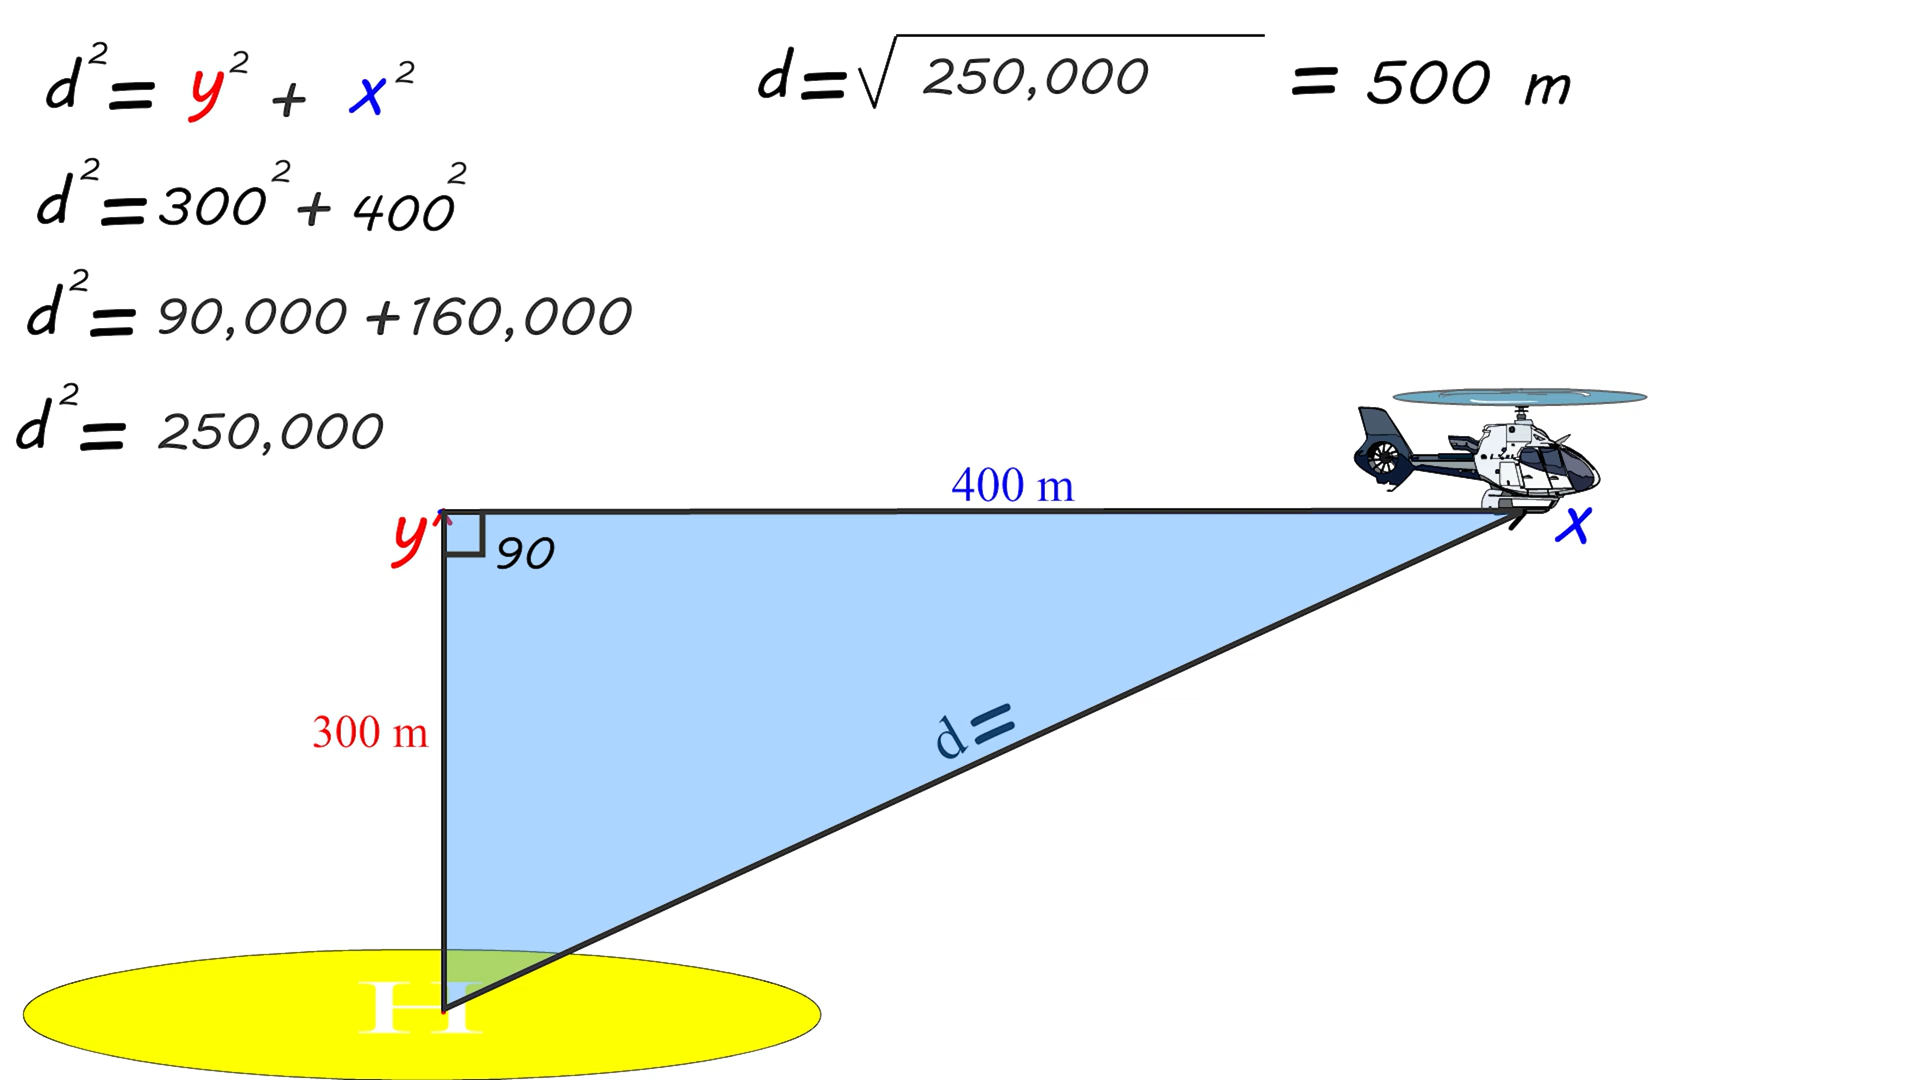 d² = y² + x²
d² = 300² + 400²
d² = 90,000 + 160,000
d² = 250,000
d = √250,000 = 500 m
400 m
y
90
x
300 m
d =
H